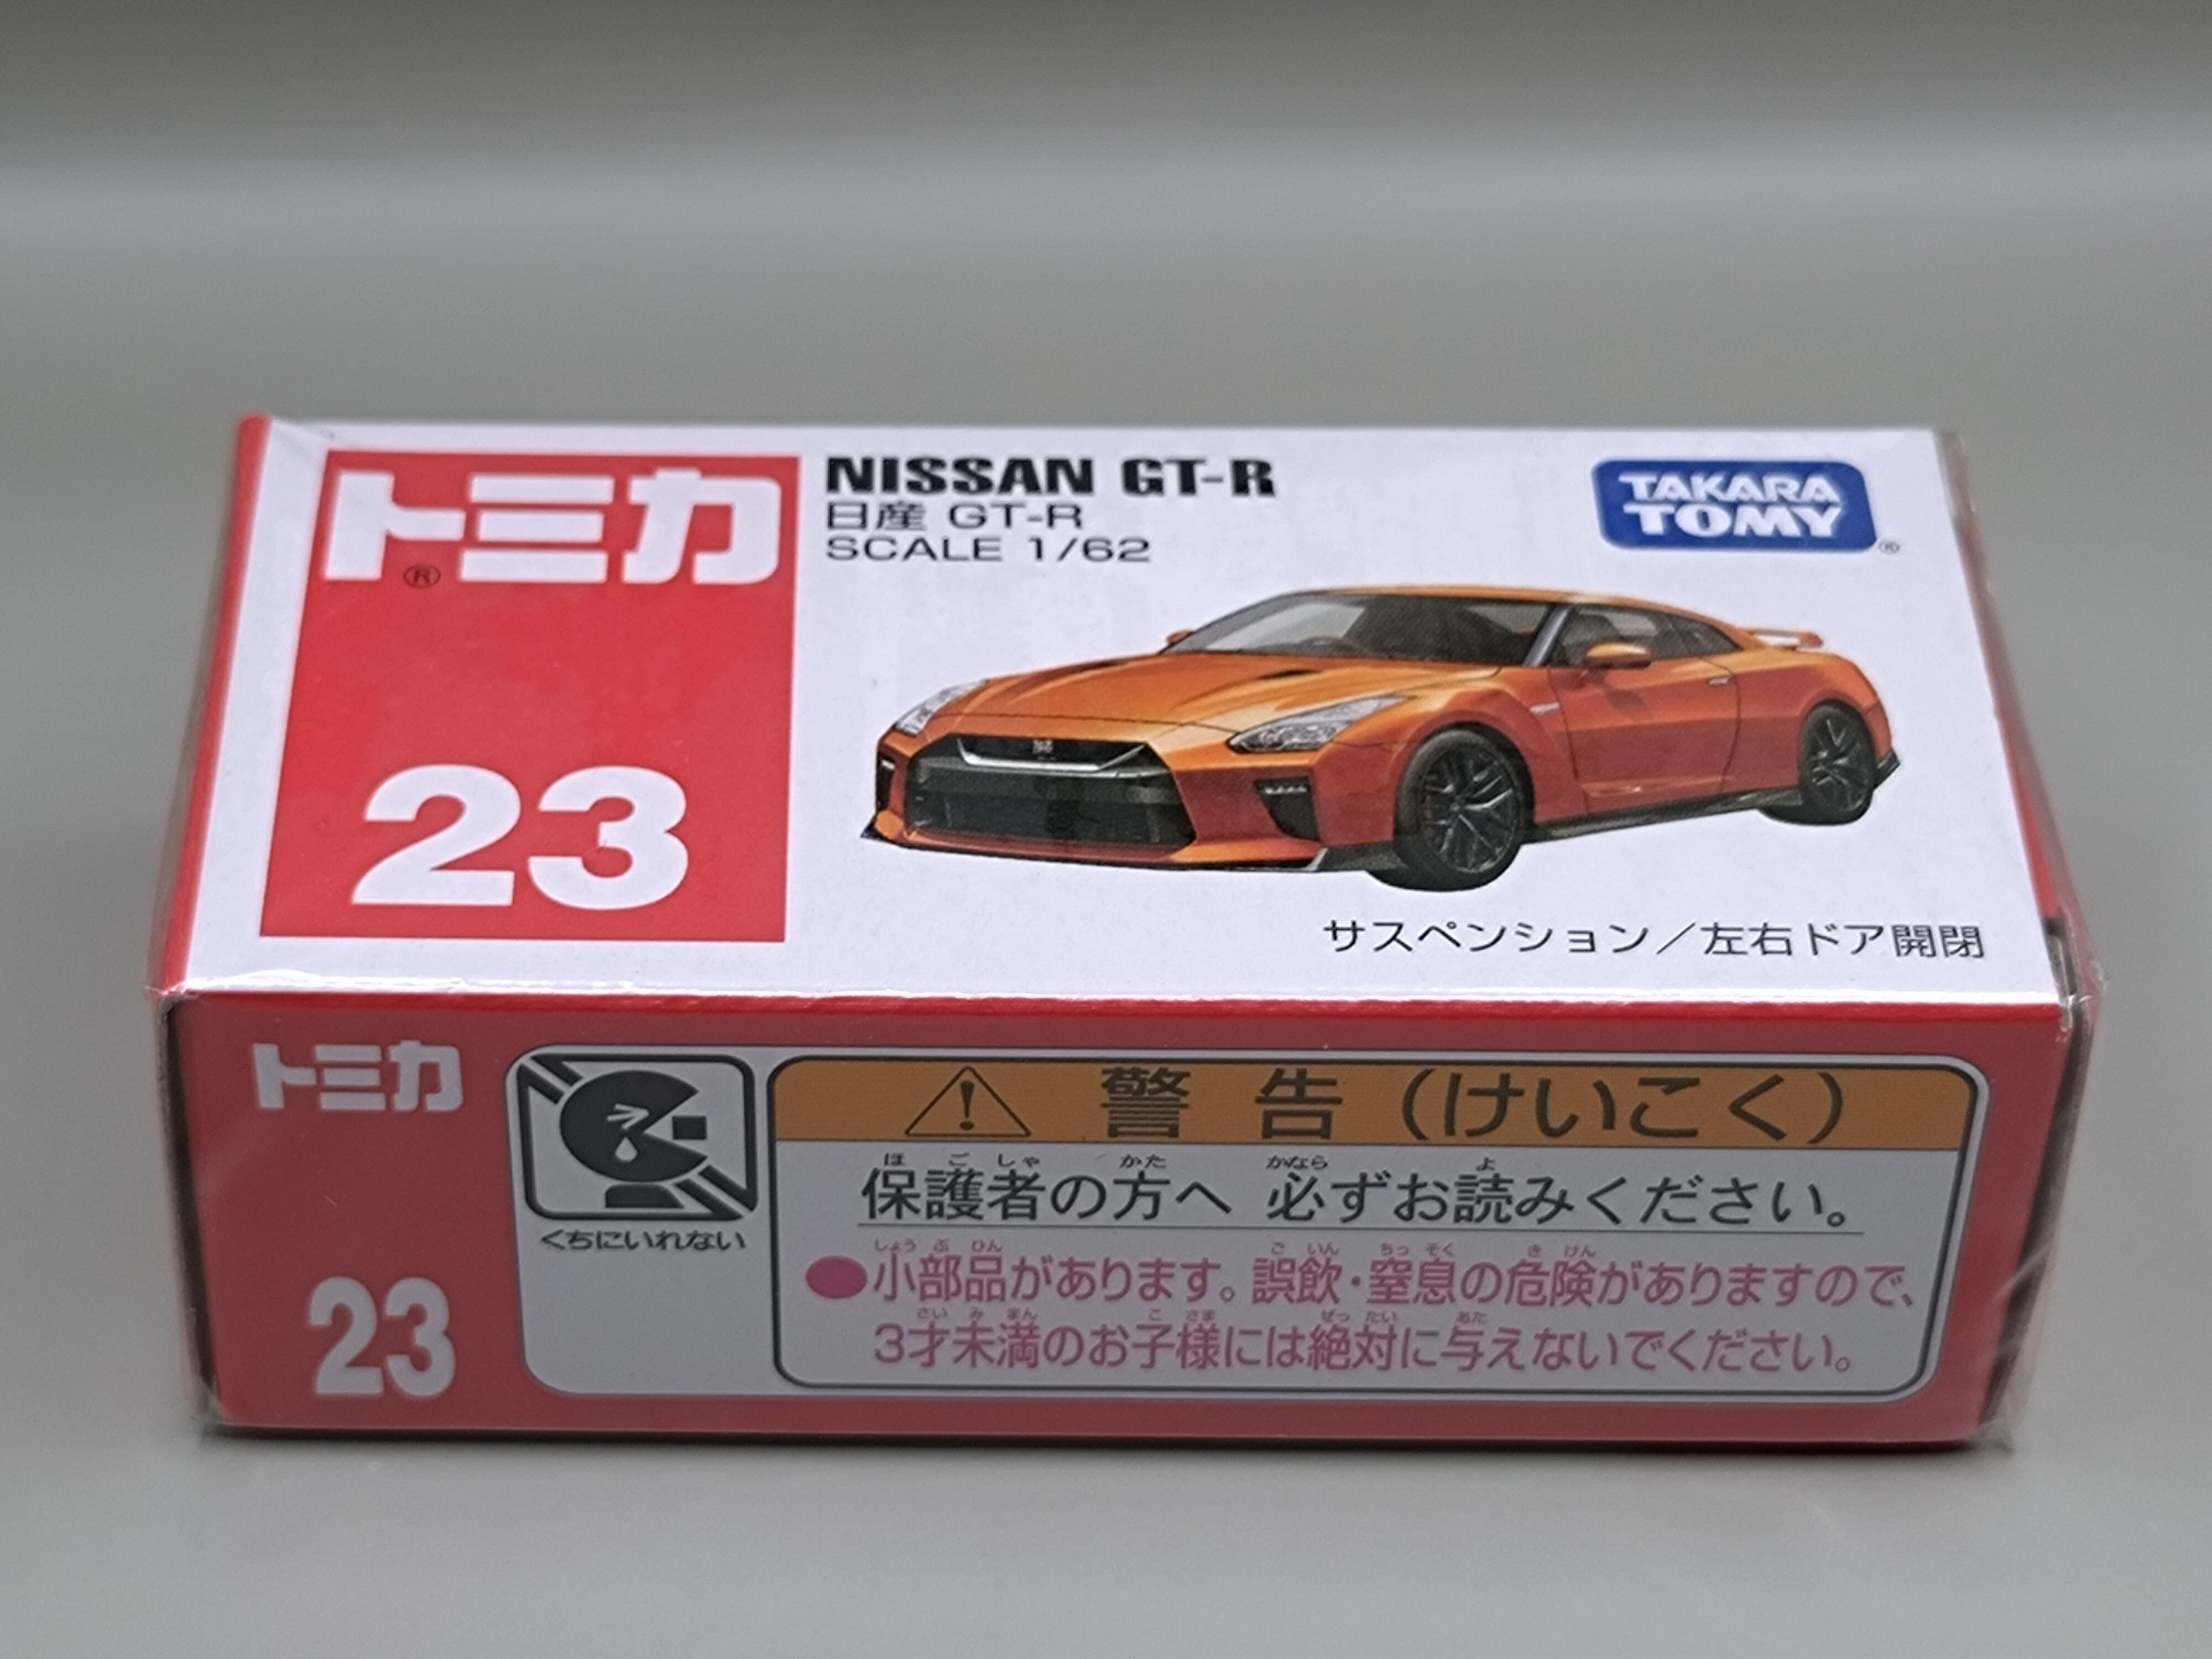 トミカ
®
23
NISSAN GT-R
日産 GT-R
SCALE 1/62
TAKARA
TOMY
®
サスペンション／左右ドア開閉
トミカ
23
くちにいれない
警 告（けいこく）
ほ ご しゃ かた かなら よ
保護者の方へ 必ずお読みください。
しょう ぶ ひん ご いん ちっ そく き けん
●小部品があります。誤飲・窒息の危険がありますので、
さい み まん こ さま ぜっ たい あた
3才未満のお子様には絶対に与えないでください。